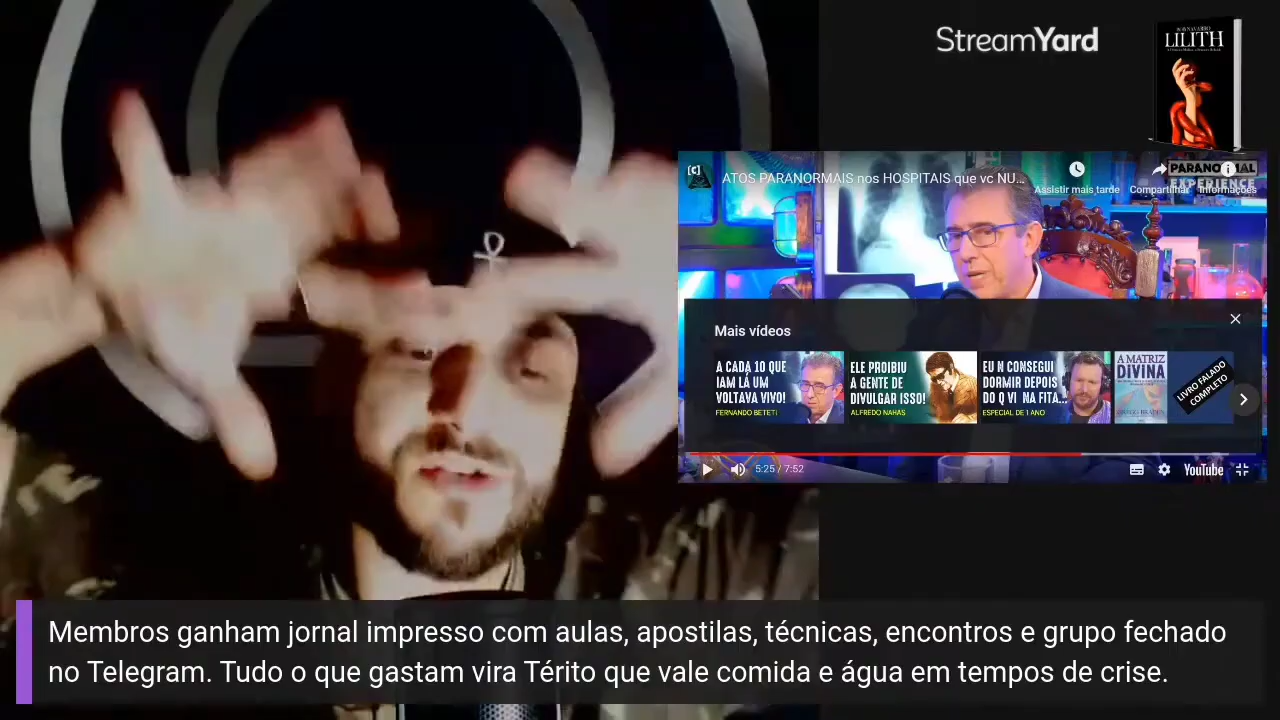 StreamYard
LILITH
ATOS PARANORMAIS nos HOSPITAIS que vc NU...
Assistir mais tarde
Compartilhar
Informações
PARANORMAL
EXPERIENCE
Mais vídeos
A CADA 10 QUE
IAM LÁ UM
VOLTAVA VIVO!
FERNANDO BETETI
ELE PROIBIU
A GENTE DE
DIVULGAR ISSO!
ALFREDO NAHAS
EU N CONSEGUI
DORMIR DEPOIS
DO Q VI NA FITA...
ESPECIAL DE 1 ANO
A MATRIZ
DIVINA
LIVRO FALADO
COMPLETO
5:25 / 7:52
YouTube
Membros ganham jornal impresso com aulas, apostilas, técnicas, encontros e grupo fechado
no Telegram. Tudo o que gastam vira Térito que vale comida e água em tempos de crise.